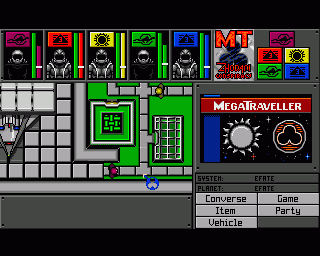 MT
MEGATRAVELLER
SYSTEM: EFATE
PLANET: EFATE
Converse Game
Item Party
Vehicle